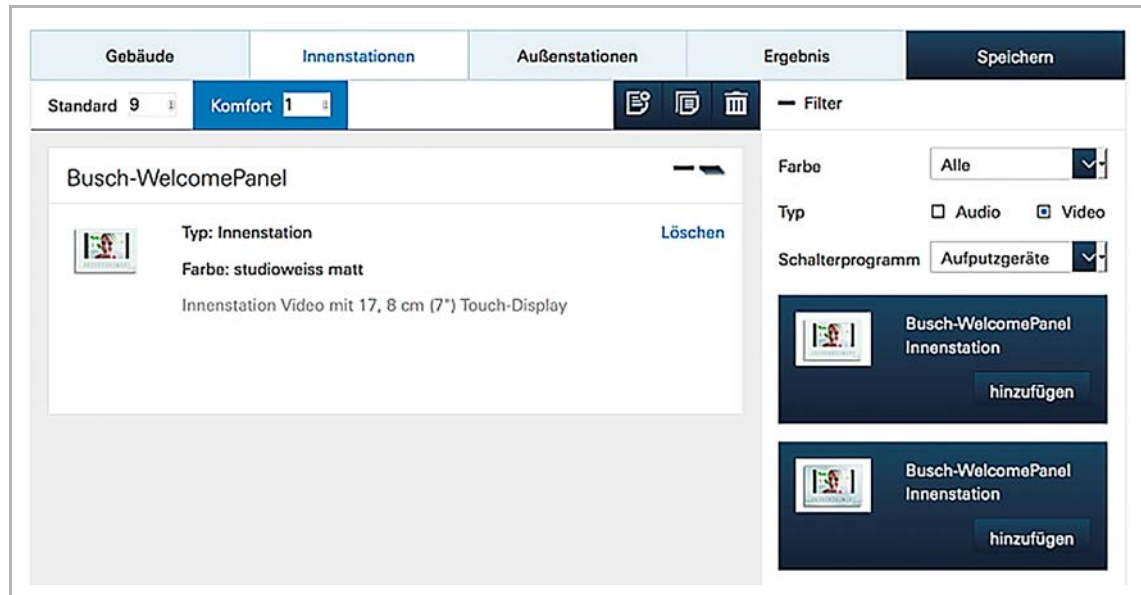 Gebäude
Innenstationen
Außenstationen
Ergebnis
Speichern
Standard 9
Komfort 1
Filter
Busch-WelcomePanel
Typ: Innenstation
Löschen
Farbe: studioweiss matt
Innenstation Video mit 17, 8 cm (7") Touch-Display
Farbe Alle
Typ Audio Video
Schalterprogramm Aufputzgeräte
Busch-WelcomePanel
Innenstation
hinzufügen
Busch-WelcomePanel
Innenstation
hinzufügen